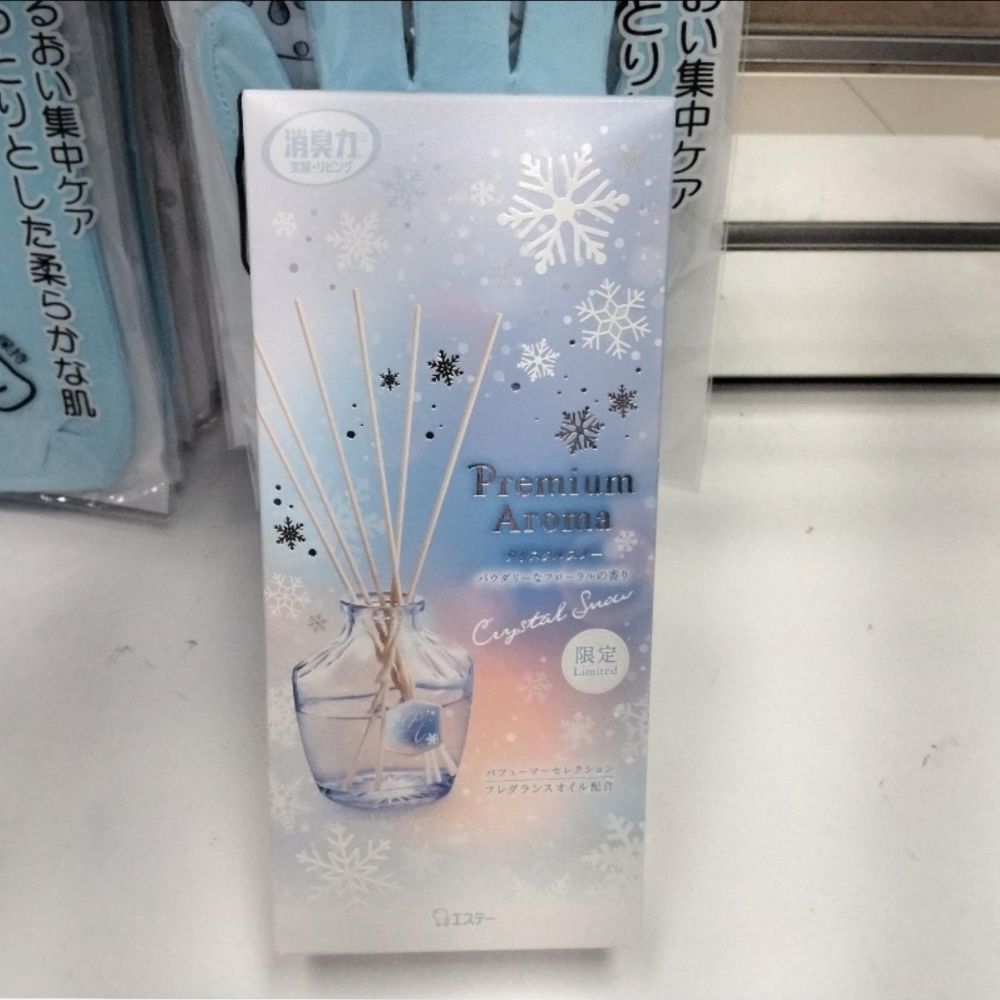 るおい集中ケア
とりとした柔らかな肌
おい集中ケア
とり
消臭力
玄関・リビング
Premium
Aroma
クリスタルスノー
パウダリーなフローラルの香り
Crystal Snow
限定
Limited
パフューマーセレクション
フレグランスオイル配合
エステー